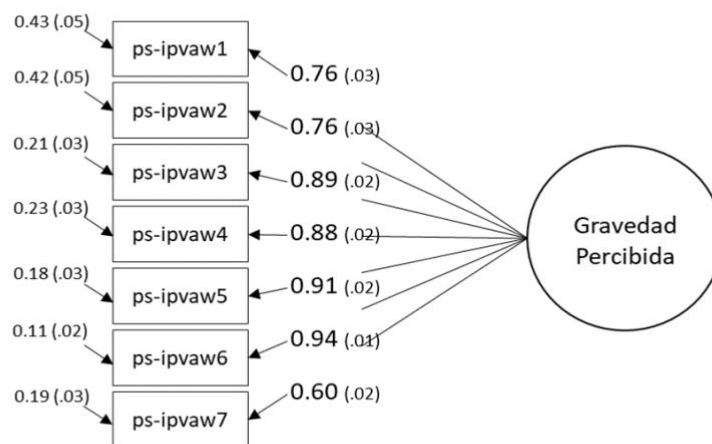 0.43 (.05) ps-ipvaw1 0.76 (.03)
0.42 (.05) ps-ipvaw2 0.76 (.03)
0.21 (.03) ps-ipvaw3 0.89 (.02)
0.23 (.03) ps-ipvaw4 0.88 (.02)
0.18 (.03) ps-ipvaw5 0.91 (.02)
0.11 (.02) ps-ipvaw6 0.94 (.01)
0.19 (.03) ps-ipvaw7 0.60 (.02)
Gravedad
Percibida